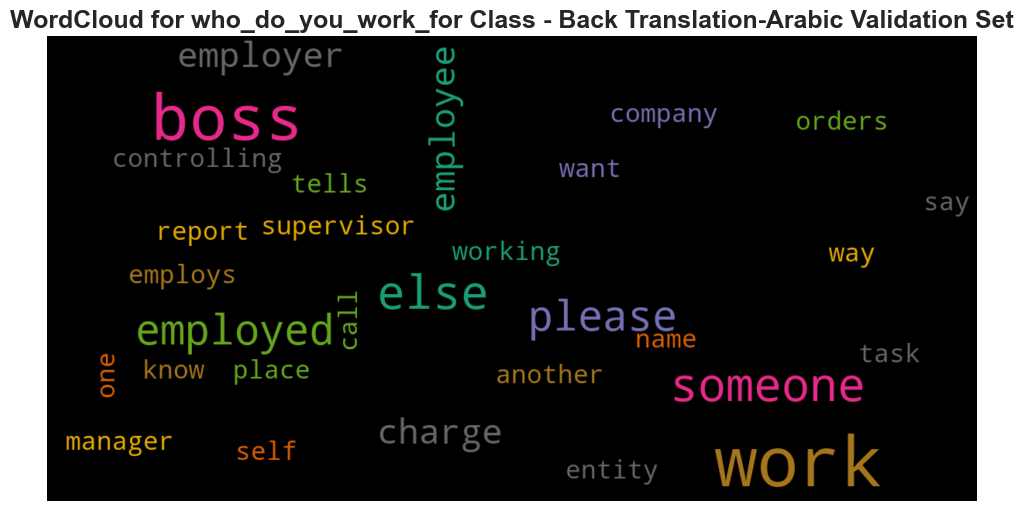 WordCloud for who_do_you_work_for Class - Back Translation-Arabic Validation Set
employer
employee
boss
company
orders
controlling
want
tells
say
report
supervisor
working
way
employs
else
call
employed
please
name
one
know
place
another
task
someone
manager
self
charge
entity
work